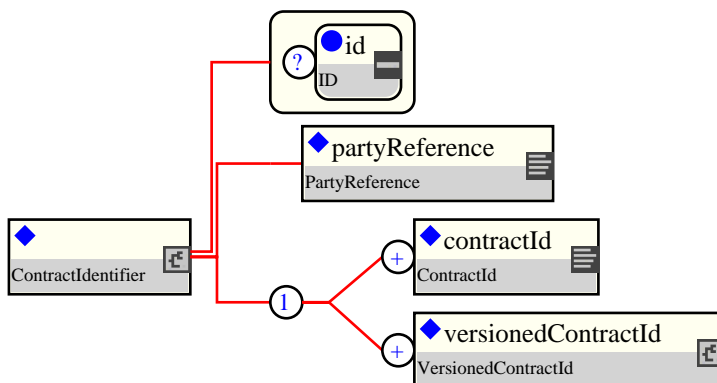 ?
id
ID
partyReference
PartyReference
ContractIdentifier
+
contractId
ContractId
1
+
versionedContractId
VersionedContractId